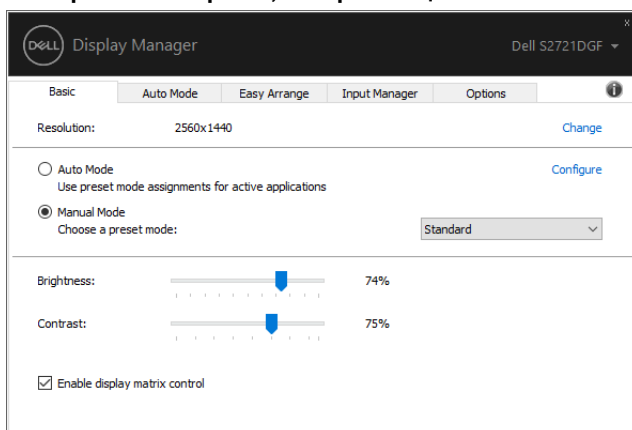 DELL Display Manager
Dell S2721DGF
x
Basic Auto Mode Easy Arrange Input Manager Options
Resolution: 2560x1440 Change
Auto Mode Configure
Use preset mode assignments for active applications
Manual Mode
Choose a preset mode: Standard
Brightness: 74%
Contrast: 75%
Enable display matrix control